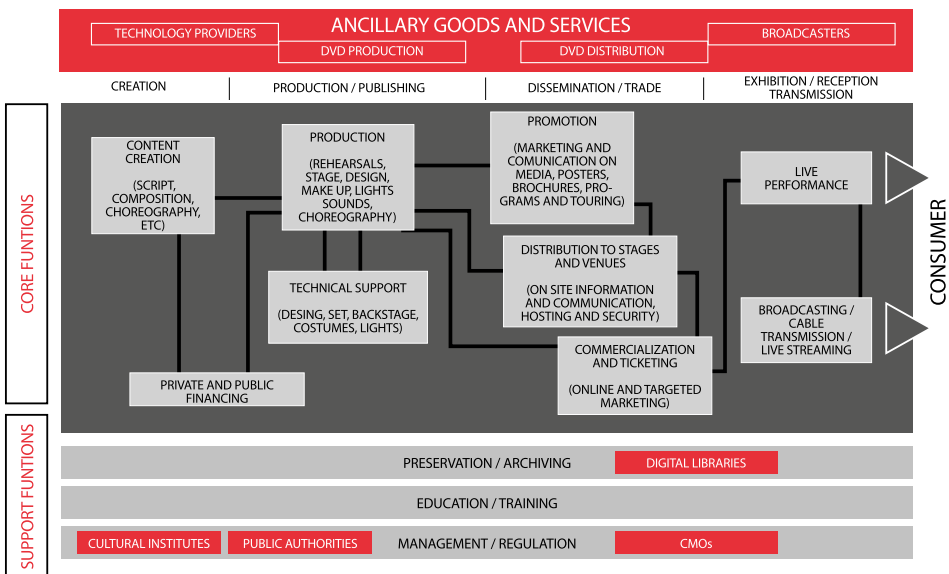 ANCILLARY GOODS AND SERVICES
TECHNOLOGY PROVIDERS
DVD PRODUCTION
DVD DISTRIBUTION
BROADCASTERS
CREATION
PRODUCTION / PUBLISHING
DISSEMINATION / TRADE
EXHIBITION / RECEPTION
TRANSMISSION
CORE FUNTIONS
CONTENT
CREATION
(SCRIPT,
COMPOSITION,
CHOREOGRAPHY,
ETC)
PRODUCTION
(REHEARSALS,
STAGE, DESIGN,
MAKE UP, LIGHTS
SOUNDS,
CHOREOGRAPHY)
TECHNICAL SUPPORT
(DESING, SET, BACKSTAGE,
COSTUMES, LIGHTS)
PRIVATE AND PUBLIC
FINANCING
PROMOTION
(MARKETING AND
COMUNICATION ON
MEDIA, POSTERS,
BROCHURES, PRO-
GRAMS AND TOURING)
DISTRIBUTION TO STAGES
AND VENUES
(ON SITE INFORMATION
AND COMMUNICATION,
HOSTING AND SECURITY)
COMMERCIALIZATION
AND TICKETING
(ONLINE AND TARGETED
MARKETING)
LIVE
PERFORMANCE
BROADCASTING /
CABLE
TRANSMISSION /
LIVE STREAMING
CONSUMER
SUPPORT FUNTIONS
PRESERVATION / ARCHIVING
DIGITAL LIBRARIES
EDUCATION / TRAINING
CULTURAL INSTITUTES
PUBLIC AUTHORITIES
MANAGEMENT / REGULATION
CMOs